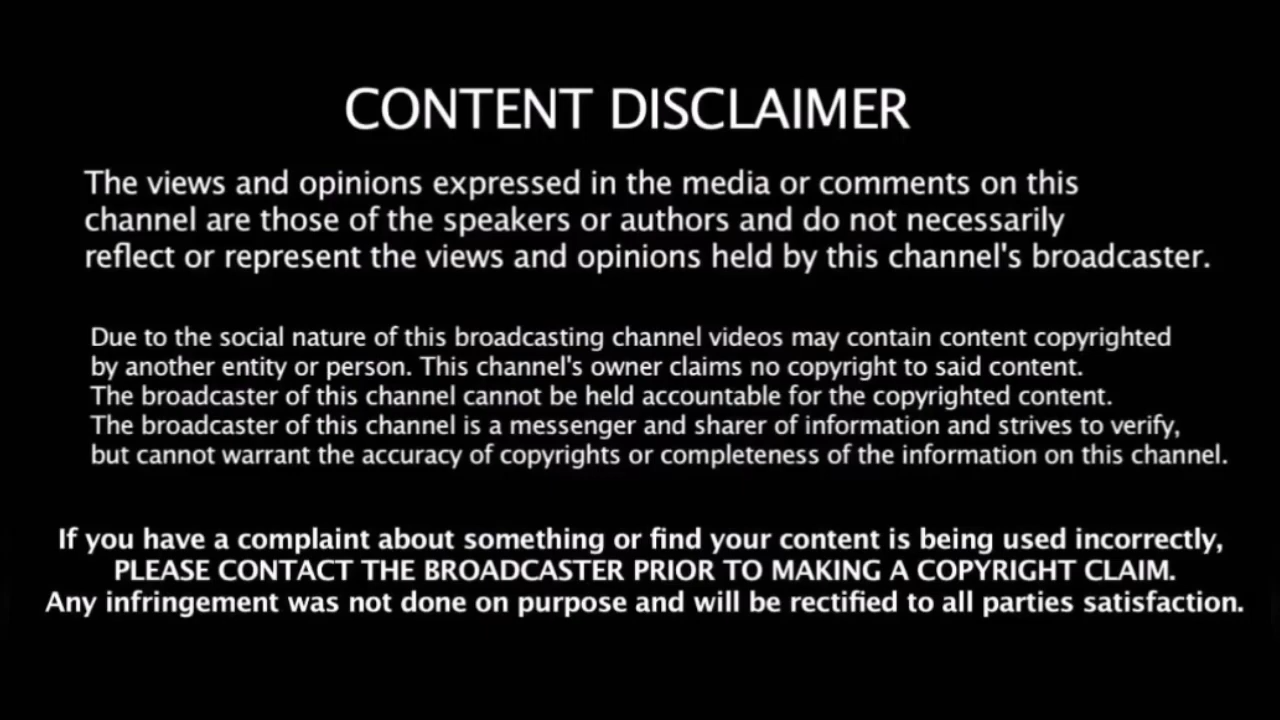 CONTENT DISCLAIMER
The views and opinions expressed in the media or comments on this
channel are those of the speakers or authors and do not necessarily
reflect or represent the views and opinions held by this channel's broadcaster.
Due to the social nature of this broadcasting channel videos may contain content copyrighted
by another entity or person. This channel's owner claims no copyright to said content.
The broadcaster of this channel cannot be held accountable for the copyrighted content.
The broadcaster of this channel is a messenger and sharer of information and strives to verify,
but cannot warrant the accuracy of copyrights or completeness of the information on this channel.
If you have a complaint about something or find your content is being used incorrectly,
PLEASE CONTACT THE BROADCASTER PRIOR TO MAKING A COPYRIGHT CLAIM.
Any infringement was not done on purpose and will be rectified to all parties satisfaction.